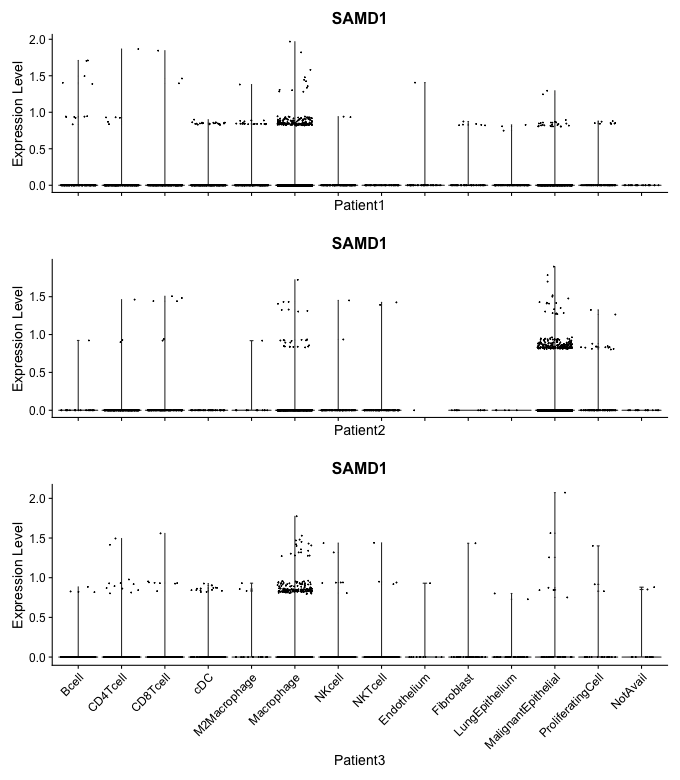 SAMD1
Expression Level
2.0
1.5
1.0
0.5
0.0
Patient1
SAMD1
Expression Level
1.5
1.0
0.5
0.0
Patient2
SAMD1
Expression Level
2.0
1.5
1.0
0.5
0.0
Bcell
CD4Tcell
CD8Tcell
cDC
M2Macrophage
Macrophage
NKcell
NKTcell
Endothelium
Fibroblast
LungEpithelium
MalignantEpithelial
ProliferatingCell
NotAvail
Patient3